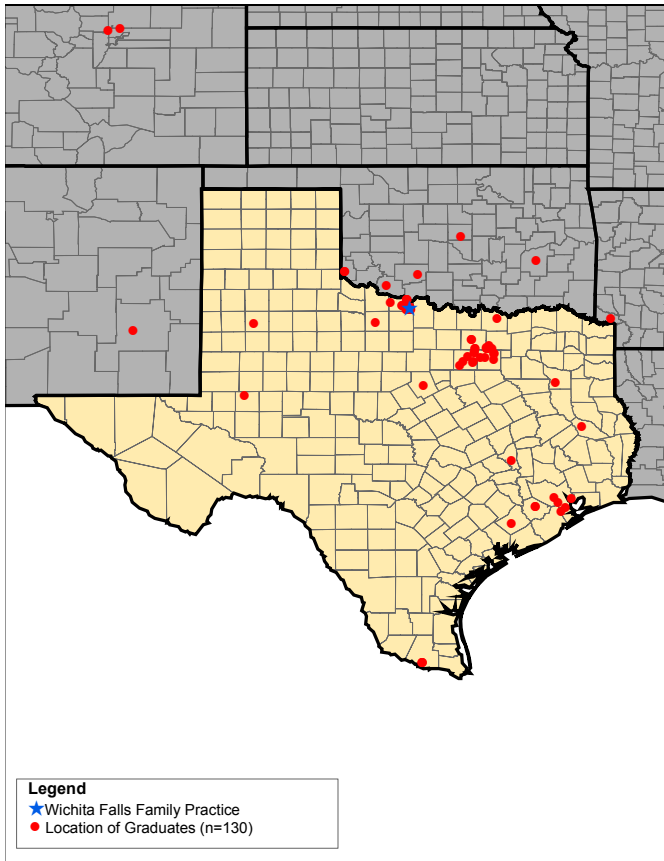 Legend
Wichita Falls Family Practice
Location of Graduates (n=130)